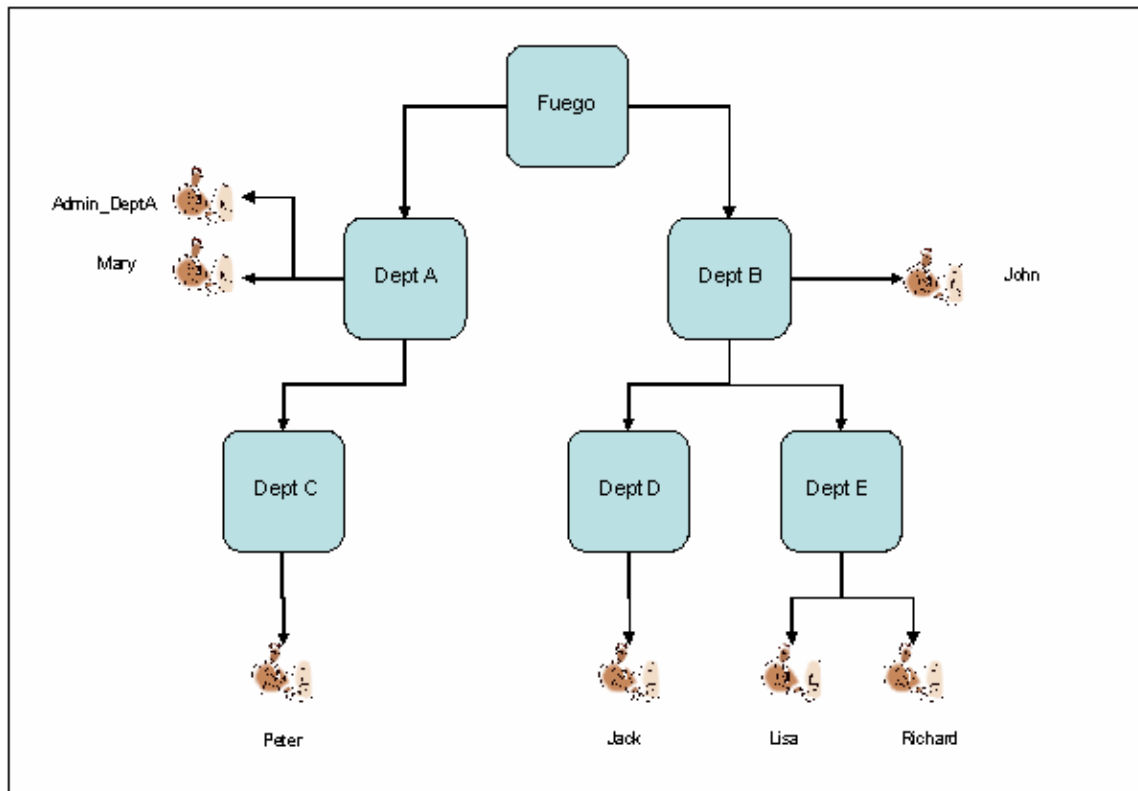 Fuego
Admin_DeptA
Mary
Dept A
Dept B
John
Dept C
Dept D
Dept E
Peter
Jack
Lisa
Richard